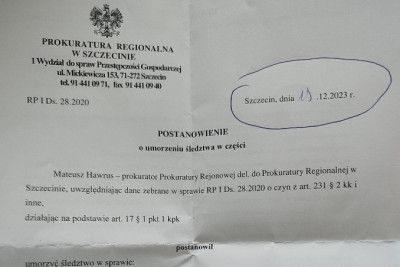 PROKURATURA REGIONALNA
W SZCZECINIE
1 Wydział do spraw Przestępczości Gospodarczej
ul. Mickiewicza 153, 71-272 Szczecin
tel. 91 441 09 71, fax 91 441 09 40
RP I Ds. 28.2020
Szczecin, dnia 19 .12.2023 r.
POSTANOWIENIE
o umorzeniu śledztwa w części
Mateusz Hawrus – prokurator Prokuratury Rejonowej del. do Prokuratury Regionalnej w
Szczecinie, uwzględniając dane zebrane w sprawie RP I Ds. 28.2020 o czyn z art. 231 § 2 kk i
inne,
działając na podstawie art. 17 § 1 pkt 1 kpk
postanowił
umorzyć śledztwo w sprawie: